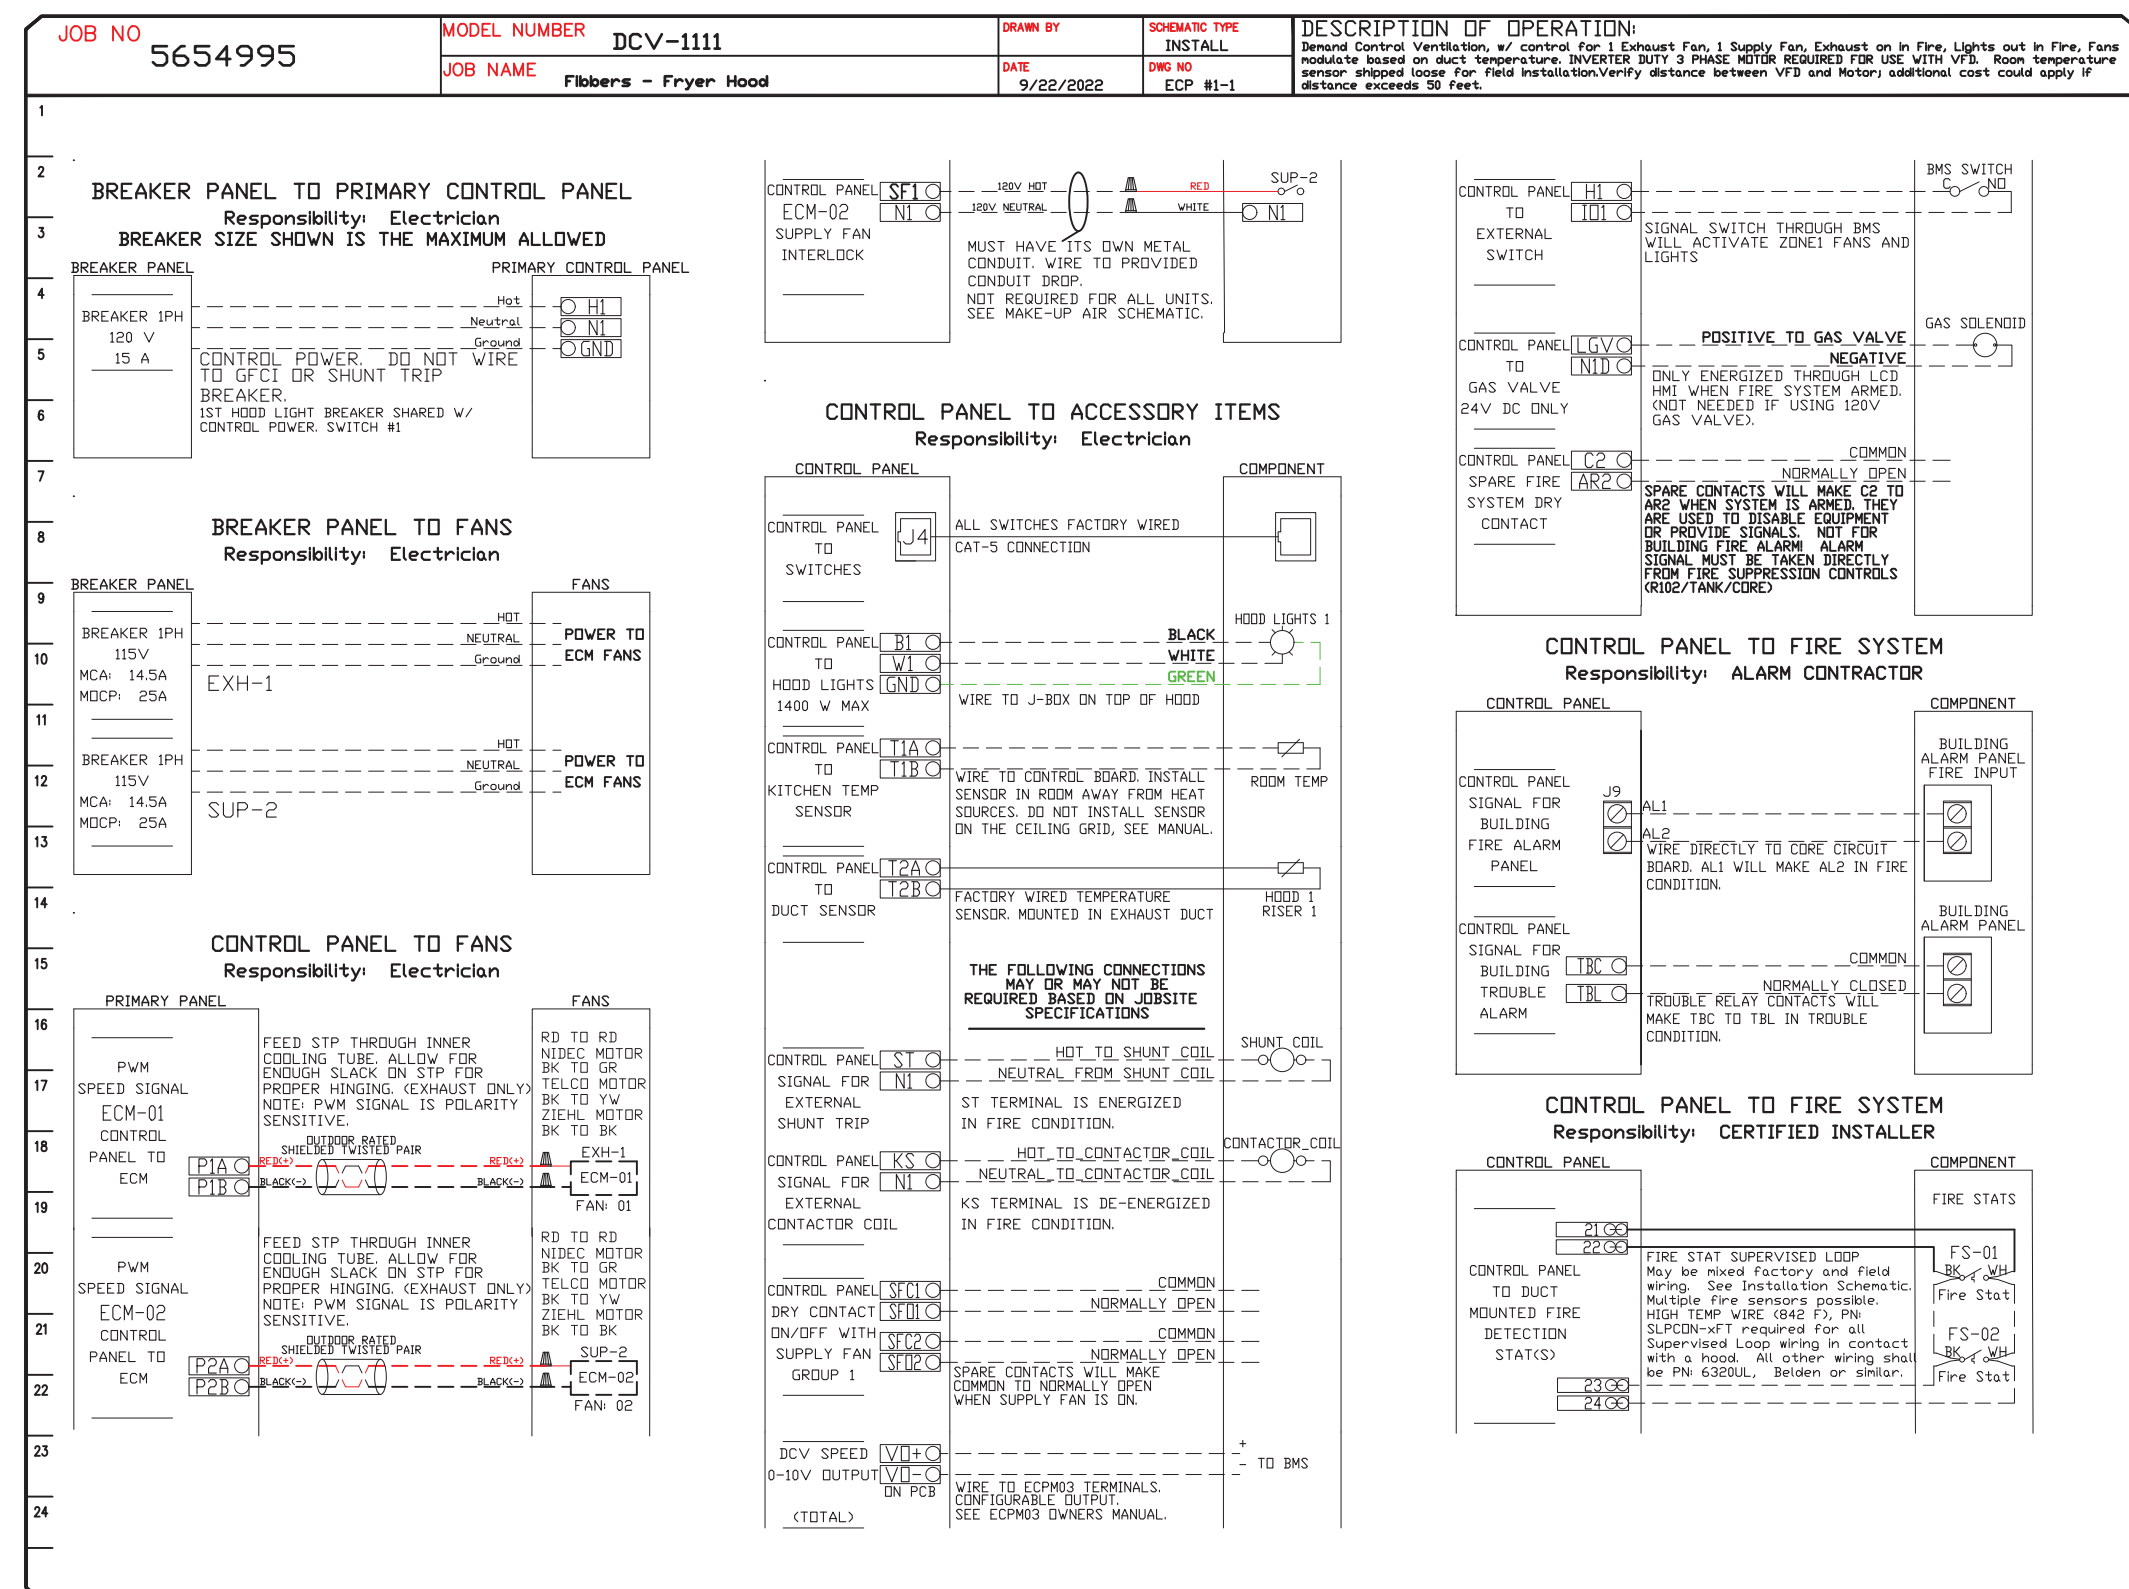 JOB NO
5654995
MODEL NUMBER
DCV-1111
JOB NAME
Fibbers - Fryer Hood
DRAWN BY
DATE
9/22/2022
SCHEMATIC TYPE
INSTALL
DWG NO
ECP #1-1
DESCRIPTION OF OPERATION:
Demand Control Ventilation, w/ control for 1 Exhaust Fan, 1 Supply Fan, Exhaust on in Fire, Lights out in Fire, Fans
modulate based on duct temperature. INVERTER DUTY 3 PHASE MOTOR REQUIRED FOR USE WITH VFD. Room temperature
sensor shipped loose for field installation.Verify distance between VFD and Motor; additional cost could apply if
distance exceeds 50 feet.
1
2
3
4
5
6
7
8
9
10
11
12
13
14
15
16
17
18
19
20
21
22
23
24
BREAKER PANEL TO PRIMARY CONTROL PANEL
Responsibility: Electrician
BREAKER SIZE SHOWN IS THE MAXIMUM ALLOWED
BREAKER PANEL
PRIMARY CONTROL PANEL
BREAKER 1PH
120 V
15 A
Hot
H1
Neutral
N1
Ground
GND
CONTROL POWER. DO NOT WIRE
TO GFCI OR SHUNT TRIP
BREAKER.
1ST HOOD LIGHT BREAKER SHARED W/
CONTROL POWER. SWITCH #1
BREAKER PANEL TO FANS
Responsibility: Electrician
BREAKER PANEL
FANS
BREAKER 1PH
115V
MCA: 14.5A
MOCP: 25A
HOT
NEUTRAL
Ground
EXH-1
POWER TO
ECM FANS
BREAKER 1PH
115V
MCA: 14.5A
MOCP: 25A
HOT
NEUTRAL
Ground
SUP-2
POWER TO
ECM FANS
CONTROL PANEL TO FANS
Responsibility: Electrician
PRIMARY PANEL
FANS
PWM
SPEED SIGNAL
ECM-01
CONTROL
PANEL TO
ECM
P1A
P1B
FEED STP THROUGH INNER
COOLING TUBE. ALLOW FOR
ENOUGH SLACK ON STP FOR
PROPER HINGING. (EXHAUST ONLY)
NOTE: PWM SIGNAL IS POLARITY
SENSITIVE.
OUTDOOR RATED
SHIELDED TWISTED PAIR
RED(+)
RED(+)
BLACK(-)
BLACK(-)
RD TO RD
NIDEC MOTOR
BK TO GR
TELCO MOTOR
BK TO YW
ZIEHL MOTOR
BK TO BK
EXH-1
ECM-01
FAN: 01
PWM
SPEED SIGNAL
ECM-02
CONTROL
PANEL TO
ECM
P2A
P2B
FEED STP THROUGH INNER
COOLING TUBE. ALLOW FOR
ENOUGH SLACK ON STP FOR
PROPER HINGING. (EXHAUST ONLY)
NOTE: PWM SIGNAL IS POLARITY
SENSITIVE.
OUTDOOR RATED
SHIELDED TWISTED PAIR
RED(+)
RED(+)
BLACK(-)
BLACK(-)
RD TO RD
NIDEC MOTOR
BK TO GR
TELCO MOTOR
BK TO YW
ZIEHL MOTOR
BK TO BK
SUP-2
ECM-02
FAN: 02
CONTROL PANEL
ECM-02
SUPPLY FAN
INTERLOCK
SF1
N1
120V HOT
120V NEUTRAL
RED
WHITE
SUP-2
N1
MUST HAVE ITS OWN METAL
CONDUIT. WIRE TO PROVIDED
CONDUIT DROP.
NOT REQUIRED FOR ALL UNITS.
SEE MAKE-UP AIR SCHEMATIC.
CONTROL PANEL TO ACCESSORY ITEMS
Responsibility: Electrician
CONTROL PANEL
COMPONENT
CONTROL PANEL
TO
SWITCHES
J4
ALL SWITCHES FACTORY WIRED
CAT-5 CONNECTION
CONTROL PANEL
TO
HOOD LIGHTS
1400 W MAX
B1
W1
GND
BLACK
WHITE
GREEN
HOOD LIGHTS 1
WIRE TO J-BOX ON TOP OF HOOD
CONTROL PANEL
TO
KITCHEN TEMP
SENSOR
T1A
T1B
WIRE TO CONTROL BOARD. INSTALL
SENSOR IN ROOM AWAY FROM HEAT
SOURCES. DO NOT INSTALL SENSOR
ON THE CEILING GRID, SEE MANUAL.
ROOM TEMP
CONTROL PANEL
TO
DUCT SENSOR
T2A
T2B
FACTORY WIRED TEMPERATURE
SENSOR. MOUNTED IN EXHAUST DUCT
HOOD 1
RISER 1
THE FOLLOWING CONNECTIONS
MAY OR MAY NOT BE
REQUIRED BASED ON JOBSITE
SPECIFICATIONS
CONTROL PANEL
SIGNAL FOR
EXTERNAL
SHUNT TRIP
ST
N1
HOT TO SHUNT COIL
NEUTRAL FROM SHUNT COIL
SHUNT COIL
ST TERMINAL IS ENERGIZED
IN FIRE CONDITION.
CONTROL PANEL
SIGNAL FOR
EXTERNAL
CONTACTOR COIL
KS
N1
HOT TO CONTACTOR COIL
NEUTRAL TO CONTACTOR COIL
CONTACTOR COIL
KS TERMINAL IS DE-ENERGIZED
IN FIRE CONDITION.
CONTROL PANEL
DRY CONTACT
ON/OFF WITH
SUPPLY FAN
GROUP 1
SFC1
SFO1
SFC2
SFO2
COMMON
NORMALLY OPEN
COMMON
NORMALLY OPEN
SPARE CONTACTS WILL MAKE
COMMON TO NORMALLY OPEN
WHEN SUPPLY FAN IS ON.
DCV SPEED
0-10V OUTPUT
(TOTAL)
VO+
VO-
ON PCB
+
-
TO BMS
WIRE TO ECPM03 TERMINALS.
CONFIGURABLE OUTPUT.
SEE ECPM03 OWNERS MANUAL.
CONTROL PANEL
TO
EXTERNAL
SWITCH
H1
IO1
BMS SWITCH
C
NO
SIGNAL SWITCH THROUGH BMS
WILL ACTIVATE ZONE1 FANS AND
LIGHTS
CONTROL PANEL
TO
GAS VALVE
24V DC ONLY
LGV
N1D
POSITIVE TO GAS VALVE
NEGATIVE
GAS SOLENOID
ONLY ENERGIZED THROUGH LCD
HMI WHEN FIRE SYSTEM ARMED.
(NOT NEEDED IF USING 120V
GAS VALVE).
CONTROL PANEL
SPARE FIRE
SYSTEM DRY
CONTACT
C2
AR2
COMMON
NORMALLY OPEN
SPARE CONTACTS WILL MAKE C2 TO
AR2 WHEN SYSTEM IS ARMED. THEY
ARE USED TO DISABLE EQUIPMENT
OR PROVIDE SIGNALS. NOT FOR
BUILDING FIRE ALARM! ALARM
SIGNAL MUST BE TAKEN DIRECTLY
FROM FIRE SUPPRESSION CONTROLS
(R102/TANK/CORE)
CONTROL PANEL TO FIRE SYSTEM
Responsibility: ALARM CONTRACTOR
CONTROL PANEL
COMPONENT
CONTROL PANEL
SIGNAL FOR
BUILDING
FIRE ALARM
PANEL
J9
AL1
AL2
BUILDING
ALARM PANEL
FIRE INPUT
WIRE DIRECTLY TO CORE CIRCUIT
BOARD. AL1 WILL MAKE AL2 IN FIRE
CONDITION.
CONTROL PANEL
SIGNAL FOR
BUILDING
TROUBLE
ALARM
TBC
TBL
COMMON
NORMALLY CLOSED
BUILDING
ALARM PANEL
TROUBLE RELAY CONTACTS WILL
MAKE TBC TO TBL IN TROUBLE
CONDITION.
CONTROL PANEL TO FIRE SYSTEM
Responsibility: CERTIFIED INSTALLER
CONTROL PANEL
COMPONENT
FIRE STATS
CONTROL PANEL
TO DUCT
MOUNTED FIRE
DETECTION
STAT(S)
21
22
23
24
FIRE STAT SUPERVISED LOOP
May be mixed factory and field
wiring. See Installation Schematic.
Multiple fire sensors possible.
HIGH TEMP WIRE (842 F), PN:
SLPCON-xFT required for all
Supervised Loop wiring in contact
with a hood. All other wiring shall
be PN: 6320UL, Belden or similar.
FS-01
BK
WH
Fire Stat
FS-02
BK
WH
Fire Stat